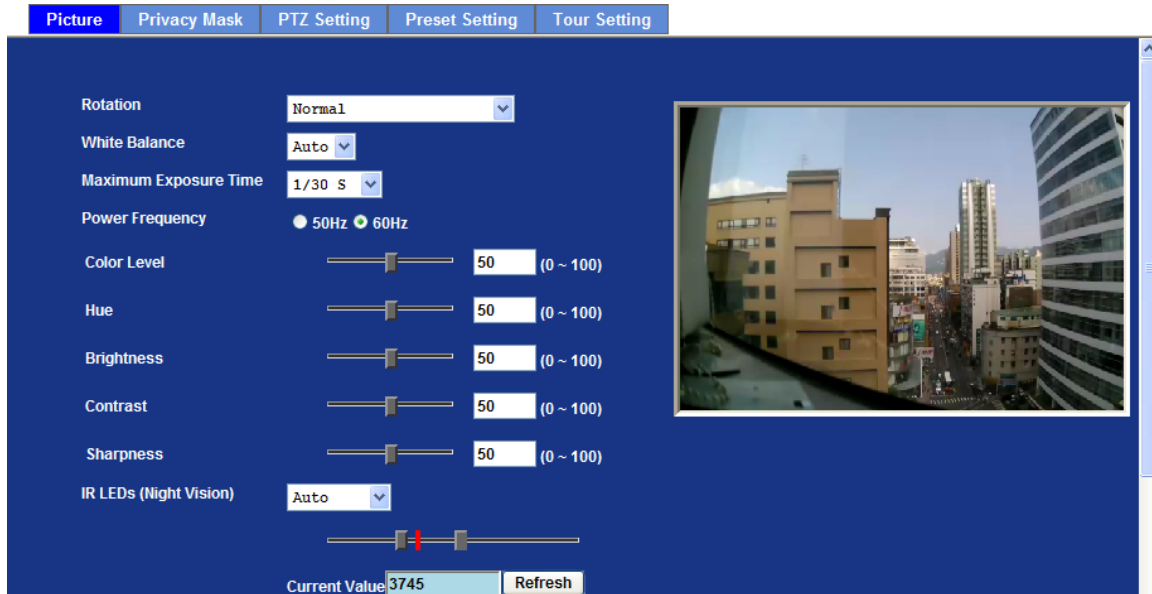 Picture Privacy Mask PTZ Setting Preset Setting Tour Setting
Rotation Normal
White Balance Auto
Maximum Exposure Time 1/30 S
Power Frequency 50Hz 60Hz
Color Level 50 (0 ~ 100)
Hue 50 (0 ~ 100)
Brightness 50 (0 ~ 100)
Contrast 50 (0 ~ 100)
Sharpness 50 (0 ~ 100)
IR LEDs (Night Vision) Auto
Current Value 3745 Refresh